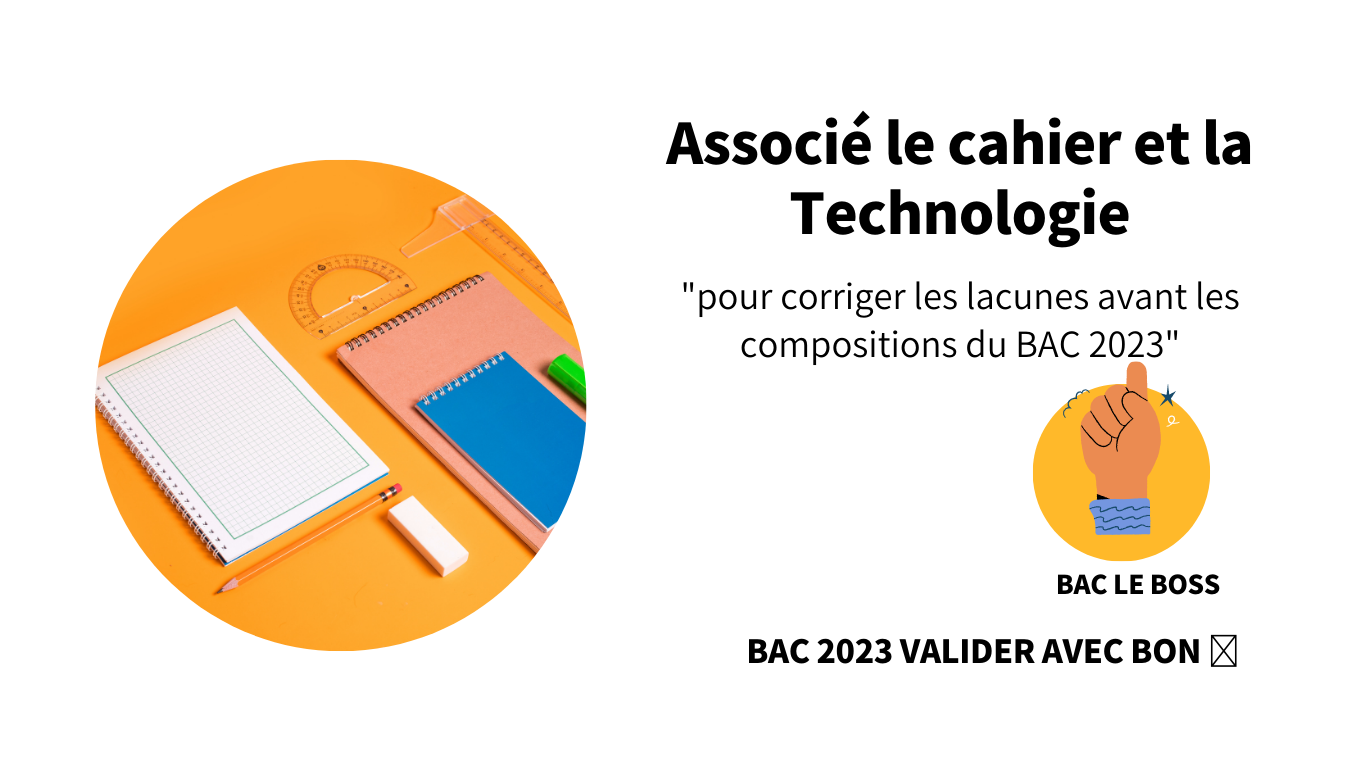 Associé le cahier et la
Technologie
"pour corriger les lacunes avant les
compositions du BAC 2023"
BAC LE BOSS
BAC 2023 VALIDER AVEC BON